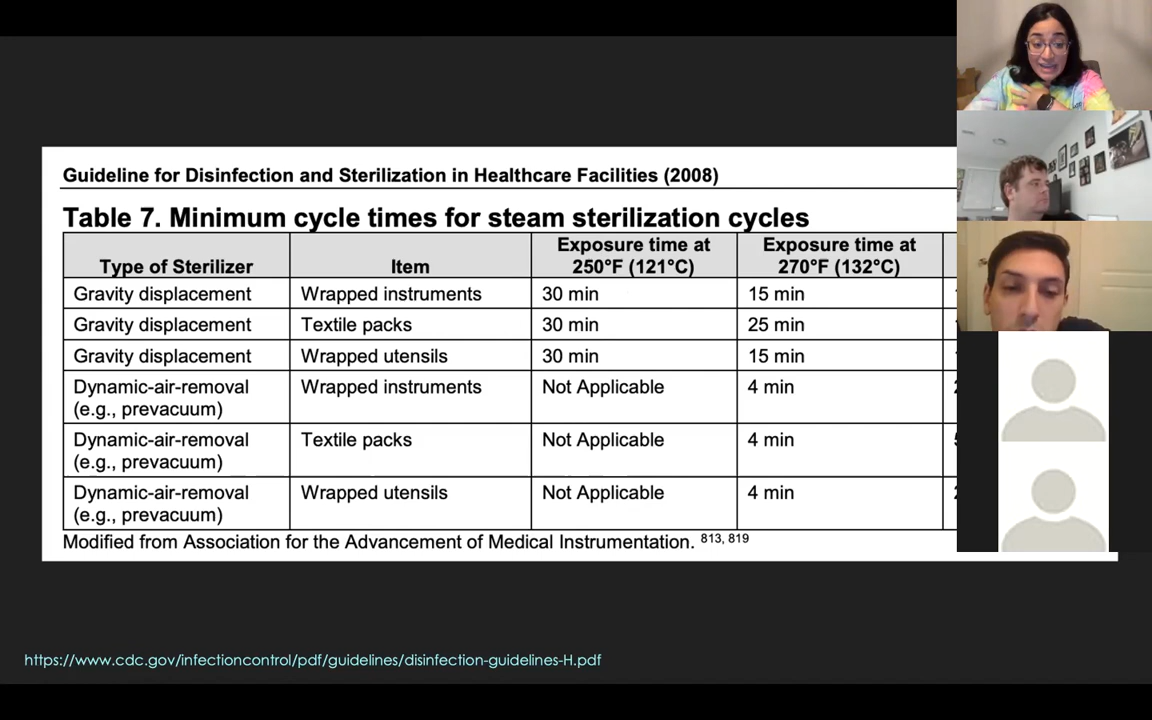 Guideline for Disinfection and Sterilization in Healthcare Facilities (2008)
Table 7. Minimum cycle times for steam sterilization cycles
Type of Sterilizer Item Exposure time at 250°F (121°C) Exposure time at 270°F (132°C)
Gravity displacement Wrapped instruments 30 min 15 min
Gravity displacement Textile packs 30 min 25 min
Gravity displacement Wrapped utensils 30 min 15 min
Dynamic-air-removal (e.g., prevacuum) Wrapped instruments Not Applicable 4 min
Dynamic-air-removal (e.g., prevacuum) Textile packs Not Applicable 4 min
Dynamic-air-removal (e.g., prevacuum) Wrapped utensils Not Applicable 4 min
Modified from Association for the Advancement of Medical Instrumentation. 813, 819
https://www.cdc.gov/infectioncontrol/pdf/guidelines/disinfection-guidelines-H.pdf